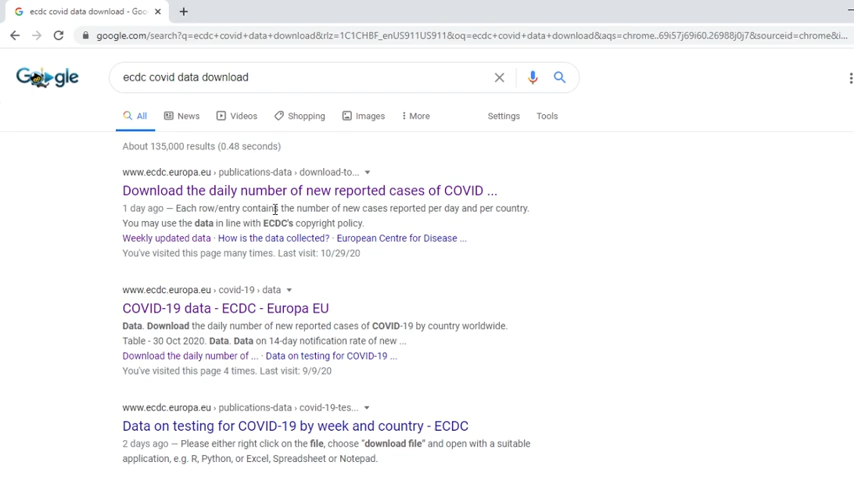 ecdc covid data download - Goo
google.com/search?q=ecdc+covid+data+download&rlz=1C1CHBF_enUS911US911&oq=ecdc+covid+data+download&aqs=chrome..69i57j69i60.26988j0j7&sourceid=chrome&i...
Google
ecdc covid data download
All News Videos Shopping Images More Settings Tools
About 135,000 results (0.48 seconds)
www.ecdc.europa.eu › publications-data › download-to...
Download the daily number of new reported cases of COVID ...
1 day ago — Each row/entry contains the number of new cases reported per day and per country.
You may use the data in line with ECDC's copyright policy.
Weekly updated data · How is the data collected? · European Centre for Disease ...
You've visited this page many times. Last visit: 10/29/20
www.ecdc.europa.eu › covid-19 › data
COVID-19 data - ECDC - Europa EU
Data. Download the daily number of new reported cases of COVID-19 by country worldwide.
Table - 30 Oct 2020. Data. Data on 14-day notification rate of new ...
Download the daily number of ... · Data on testing for COVID-19 ...
You've visited this page 4 times. Last visit: 9/9/20
www.ecdc.europa.eu › publications-data › covid-19-tes...
Data on testing for COVID-19 by week and country - ECDC
2 days ago — Please either right click on the file, choose "download file" and open with a suitable
application, e.g. R, Python, or Excel, Spreadsheet or Notepad.